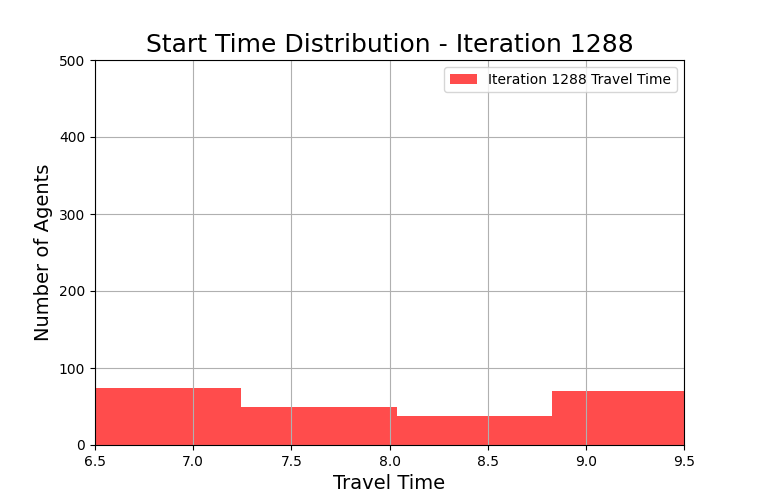 Start Time Distribution - Iteration 1288
Iteration 1288 Travel Time
Number of Agents
500
400
300
200
100
0
6.5 7.0 7.5 8.0 8.5 9.0 9.5
Travel Time